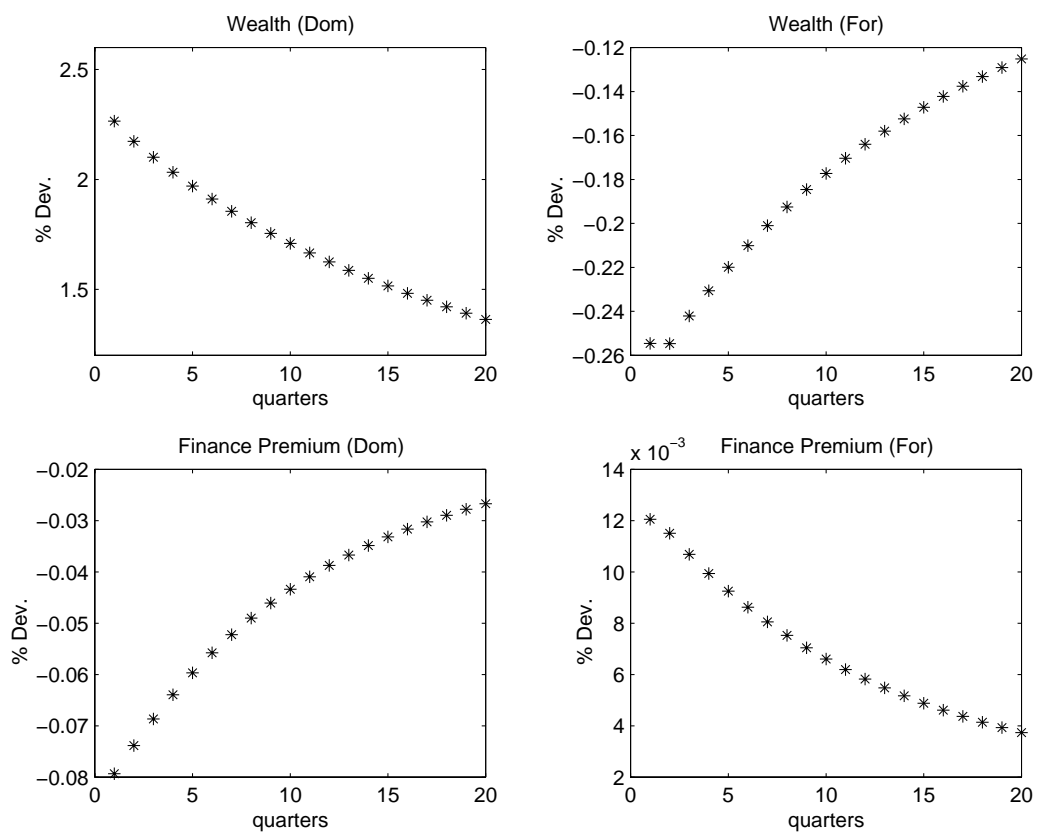 Wealth (Dom)
2.5
2
1.5
% Dev.
0 5 10 15 20
quarters
Wealth (For)
−0.12
−0.14
−0.16
−0.18
−0.2
−0.22
−0.24
−0.26
% Dev.
0 5 10 15 20
quarters
Finance Premium (Dom)
−0.02
−0.03
−0.04
−0.05
−0.06
−0.07
−0.08
% Dev.
0 5 10 15 20
quarters
Finance Premium (For)
x 10−3
14
12
10
8
6
4
2
% Dev.
0 5 10 15 20
quarters